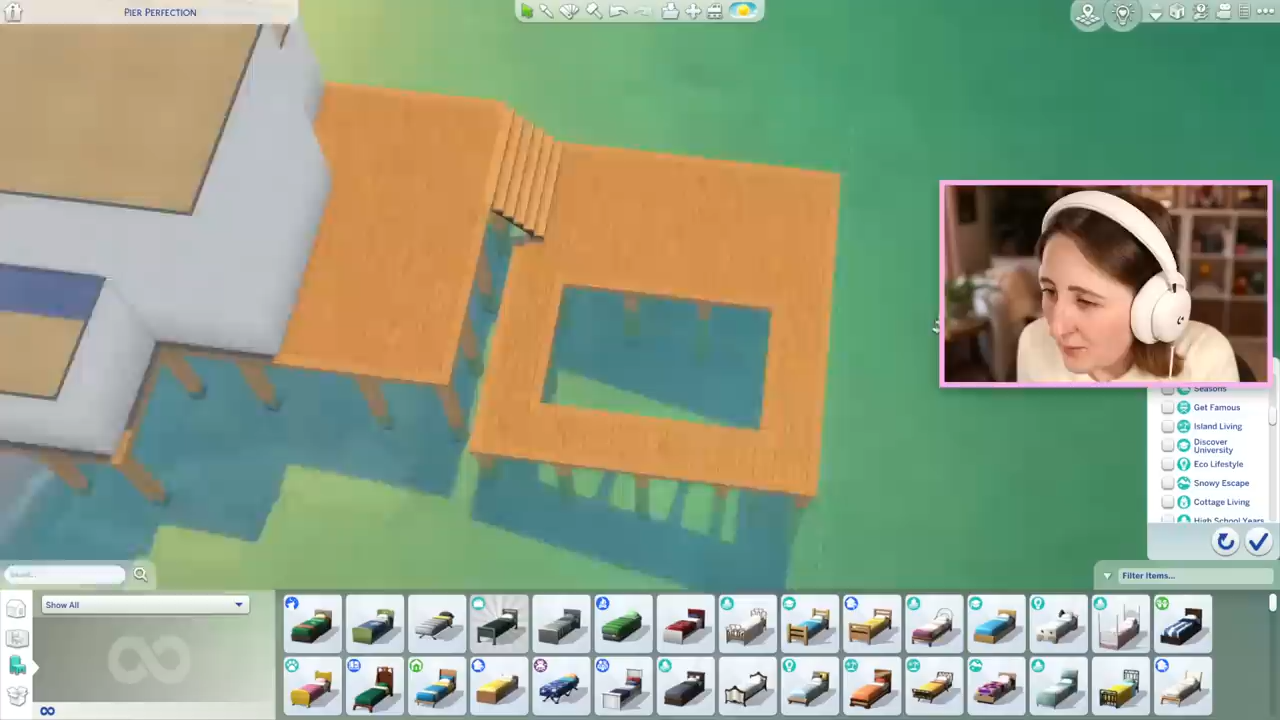 PIER PERFECTION
Seasons
Get Famous
Island Living
Discover
University
Eco Lifestyle
Snowy Escape
Cottage Living
High School Years
Filter Items...
Show All